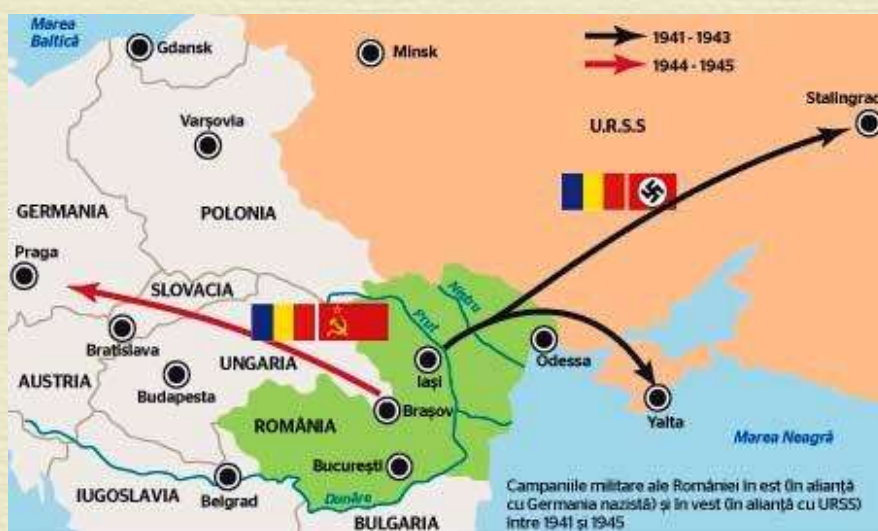 Marea
Baltică
Gdansk
Minsk
1941 - 1943
1944 - 1945
Stalingrad
Varșovia
U.R.S.S
GERMANIA
POLONIA
Praga
SLOVACIA
Nistru
Prut
Bratislava
UNGARIA
Odessa
Iași
AUSTRIA
Budapesta
Brașov
Yalta
ROMÂNIA
Marea Neagră
București
IUGOSLAVIA
Belgrad
Dunăre
BULGARIA
Campaniile militare ale României în est (în alianță
cu Germania nazistă) și în vest (în alianță cu URSS)
între 1941 și 1945